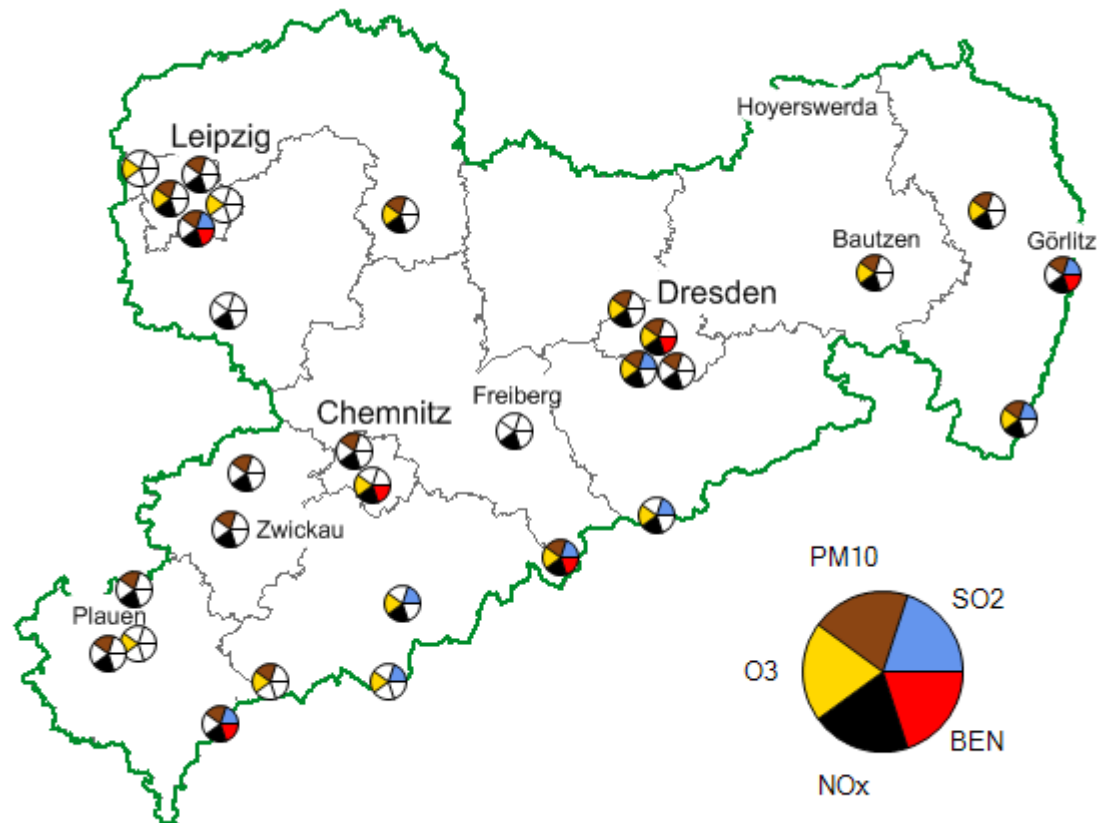 Hoyerswerda
Leipzig
Bautzen
Görlitz
Dresden
Freiberg
Chemnitz
Zwickau
PM10
SO2
Plauen
O3
BEN
NOx